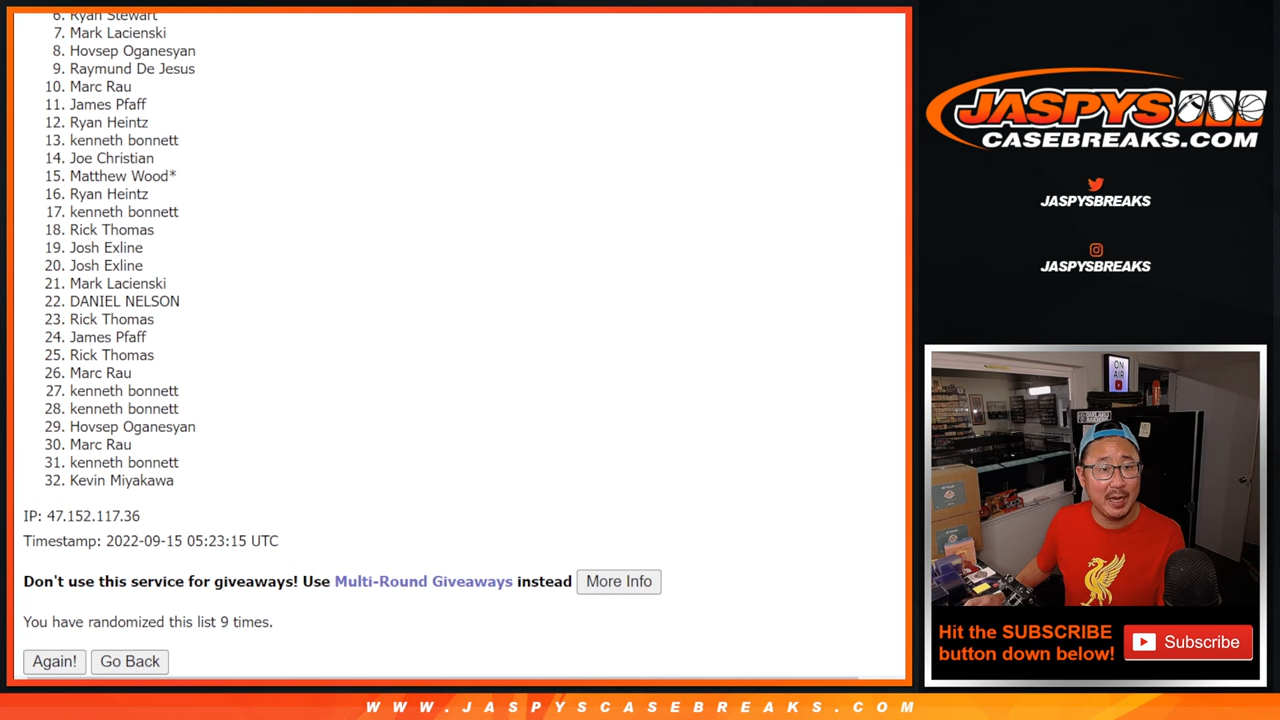 6. Ryan Stewart
7. Mark Lacienski
8. Hovsep Oganesyan
9. Raymund De Jesus
10. Marc Rau
11. James Pfaff
12. Ryan Heintz
13. kenneth bonnett
14. Joe Christian
15. Matthew Wood*
16. Ryan Heintz
17. kenneth bonnett
18. Rick Thomas
19. Josh Exline
20. Josh Exline
21. Mark Lacienski
22. DANIEL NELSON
23. Rick Thomas
24. James Pfaff
25. Rick Thomas
26. Marc Rau
27. kenneth bonnett
28. kenneth bonnett
29. Hovsep Oganesyan
30. Marc Rau
31. kenneth bonnett
32. Kevin Miyakawa
IP: 47.152.117.36
Timestamp: 2022-09-15 05:23:15 UTC
Don't use this service for giveaways! Use Multi-Round Giveaways instead More Info
You have randomized this list 9 times.
Again! Go Back
JASPYS
CASEBREAKS.COM
JASPYSBREAKS
JASPYSBREAKS
ON
AIR
Hit the SUBSCRIBE
button down below!
Subscribe
WWW.JASPYSCASEBREAKS.COM